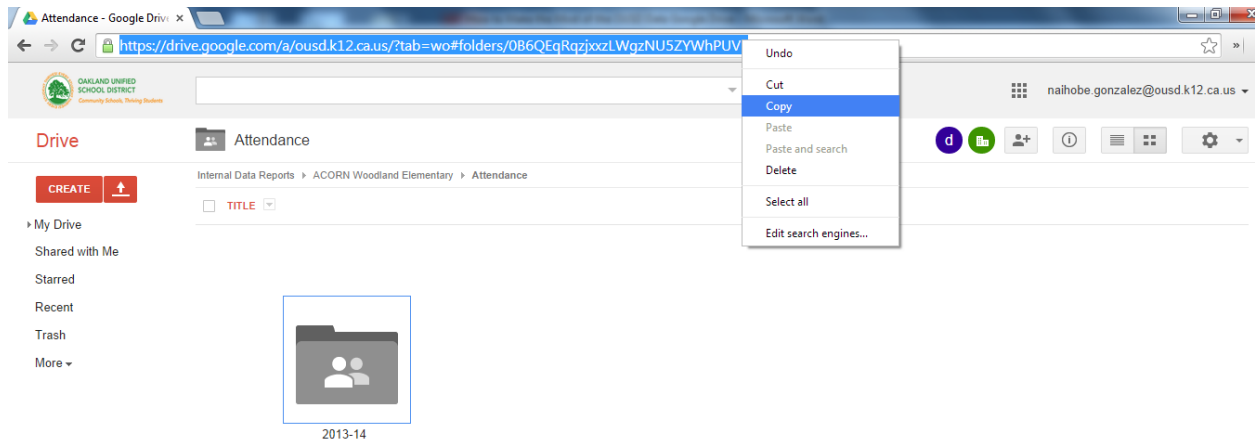 Attendance - Google Drive
https://drive.google.com/a/ousd.k12.ca.us/?tab=wo#folders/0B6QEqRqzjxxzLWgzNU5ZYWhPUV
OAKLAND UNIFIED
SCHOOL DISTRICT
Community Schools, Thriving Students
naihobe.gonzalez@ousd.k12.ca.us
Drive
Attendance
d
Internal Data Reports ▸ ACORN Woodland Elementary ▸ Attendance
CREATE
TITLE
My Drive
Shared with Me
Starred
Recent
Trash
More
2013-14
Undo
Cut
Copy
Paste
Paste and search
Delete
Select all
Edit search engines...